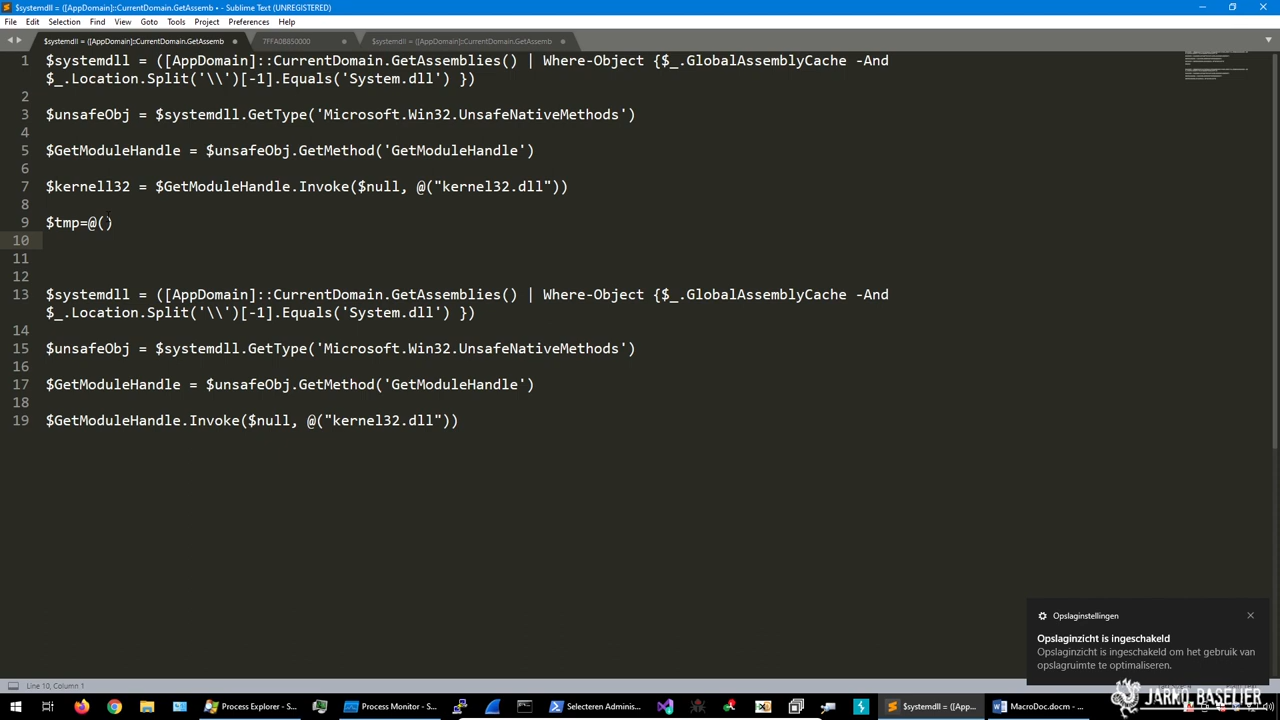 $systemdll = ([AppDomain]::CurrentDomain.GetAssemb • - Sublime Text (UNREGISTERED)
File Edit Selection Find View Goto Tools Project Preferences Help
$systemdll = ([AppDomain]::CurrentDomain.GetAssemb 7FFA08850000 $systemdll = ([AppDomain]::CurrentDomain.GetAssemb
1 $systemdll = ([AppDomain]::CurrentDomain.GetAssemblies() | Where-Object {$_.GlobalAssemblyCache -And
$_.Location.Split('\\')[-1].Equals('System.dll') })
2
3 $unsafeObj = $systemdll.GetType('Microsoft.Win32.UnsafeNativeMethods')
4
5 $GetModuleHandle = $unsafeObj.GetMethod('GetModuleHandle')
6
7 $kernell32 = $GetModuleHandle.Invoke($null, @("kernel32.dll"))
8
9 $tmp=@()
10
11
12
13 $systemdll = ([AppDomain]::CurrentDomain.GetAssemblies() | Where-Object {$_.GlobalAssemblyCache -And
$_.Location.Split('\\')[-1].Equals('System.dll') })
14
15 $unsafeObj = $systemdll.GetType('Microsoft.Win32.UnsafeNativeMethods')
16
17 $GetModuleHandle = $unsafeObj.GetMethod('GetModuleHandle')
18
19 $GetModuleHandle.Invoke($null, @("kernel32.dll"))
Opslaginstellingen
Opslaginzicht is ingeschakeld
Opslaginzicht is ingeschakeld om het gebruik van
opslagruimte te optimaliseren.
Line 10, Column 1
Process Explorer - S... Process Monitor - S... Selecteren Adminis... $systemdll = ([App... MacroDoc.docm - ...
JARNO BASELIER